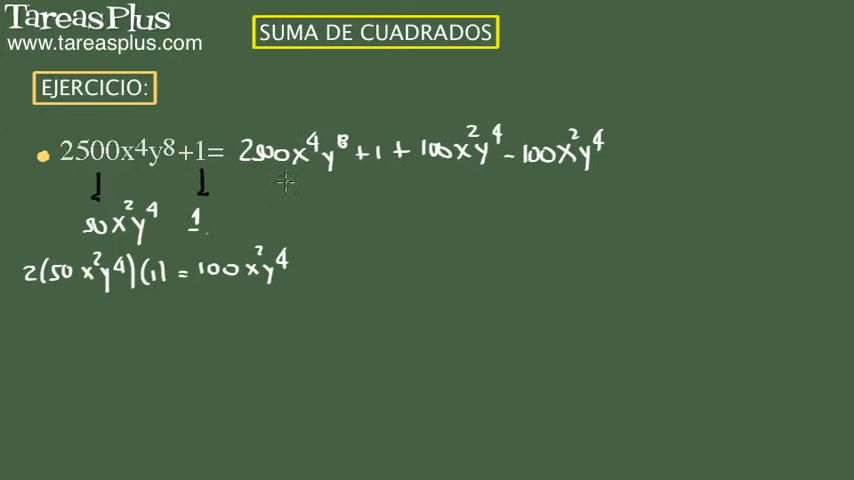 TareasPlus
www.tareasplus.com
SUMA DE CUADRADOS
EJERCICIO:
• 2500x4y8+1= 2500x⁴y⁸+1+100x²y⁴-100x²y⁴
50x²y⁴ 1
2(50x²y⁴)(1) = 100x²y⁴